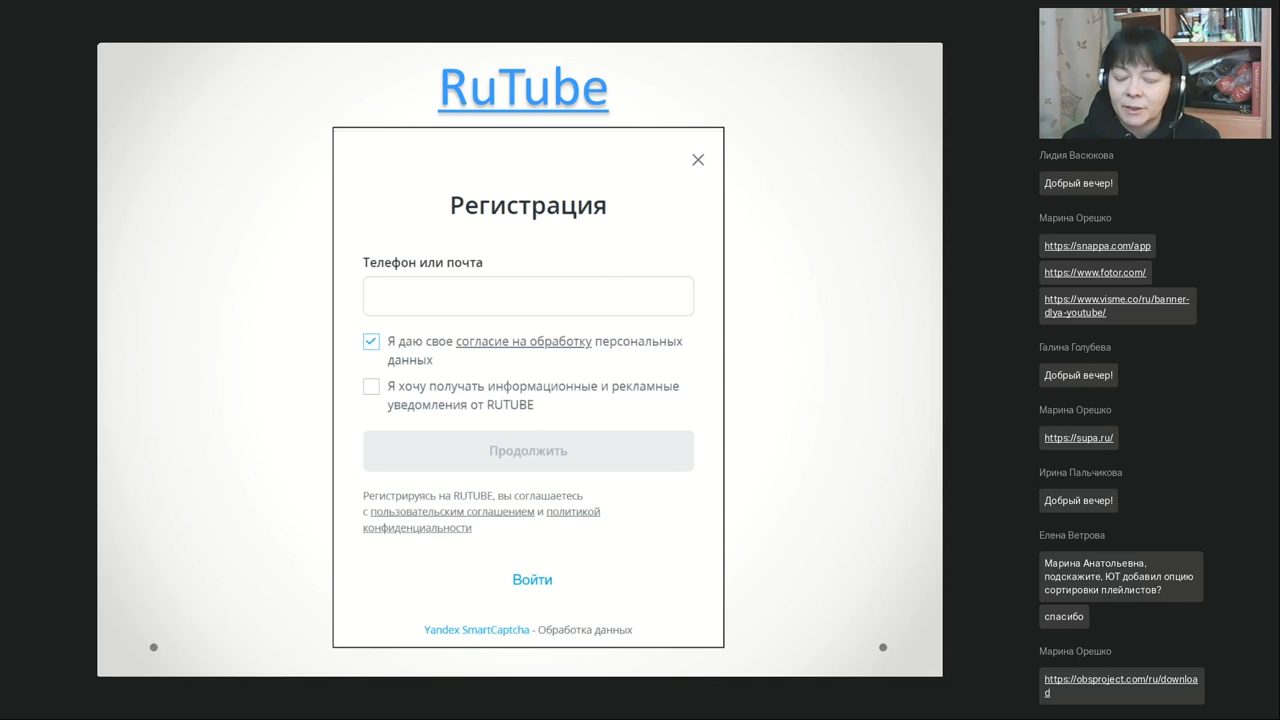 RuTube
Регистрация
Телефон или почта
Я даю свое согласие на обработку персональных
данных
Я хочу получать информационные и рекламные
уведомления от RUTUBE
Продолжить
Регистрируясь на RUTUBE, вы соглашаетесь
с пользовательским соглашением и политикой
конфиденциальности
Войти
Yandex SmartCaptcha - Обработка данных
Лидия Васюкова
Добрый вечер!
Марина Орешко
https://snappa.com/app
https://www.fotor.com/
https://www.visme.co/ru/banner-
dlya-youtube/
Галина Голубева
Добрый вечер!
Марина Орешко
https://supa.ru/
Ирина Пальчикова
Добрый вечер!
Елена Ветрова
Марина Анатольевна,
подскажите, ЮТ добавил опцию
сортировки плейлистов?
спасибо
Марина Орешко
https://obsproject.com/ru/downloa
d